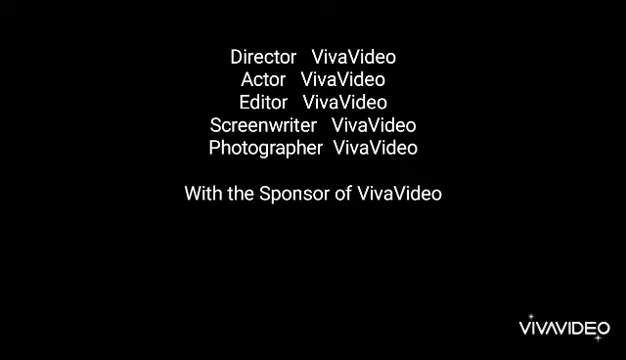 Director VivaVideo
Actor VivaVideo
Editor VivaVideo
Screenwriter VivaVideo
Photographer VivaVideo
With the Sponsor of VivaVideo
VIVAVIDEO